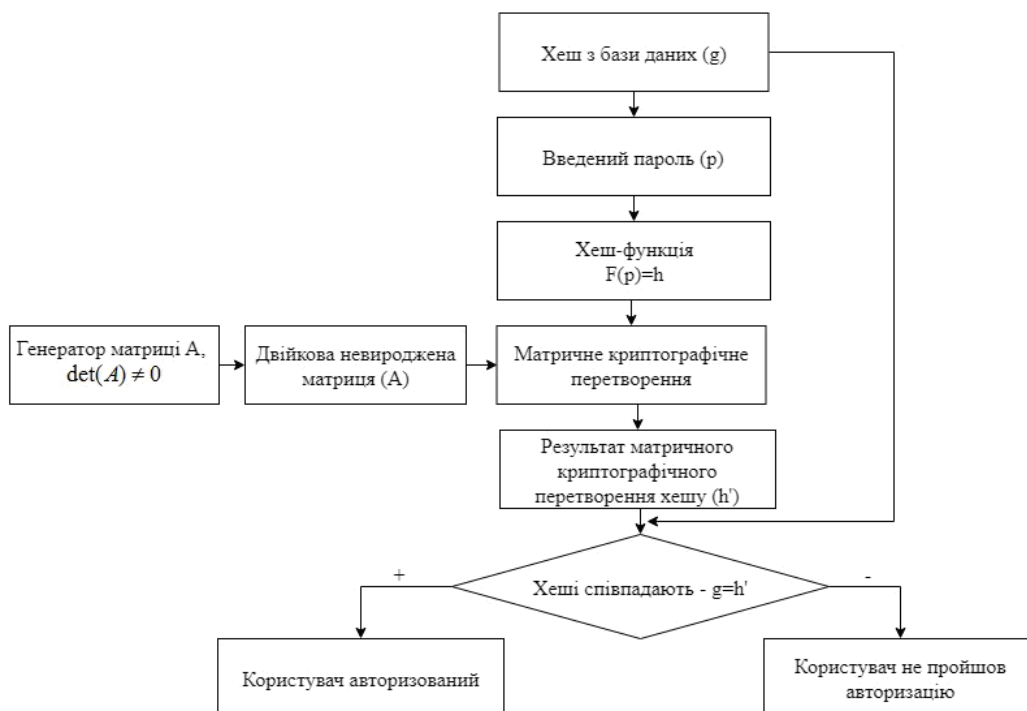 Хеш з бази даних (g)
Введений пароль (p)
Хеш-функція
F(p)=h
Генератор матриці А,
det(A) ≠ 0
Двійкова невироджена
матриця (А)
Матричне криптографічне
перетворення
Результат матричного
криптографічного
перетворення хешу (h')
Хеші співпадають - g=h'
+
-
Користувач авторизований
Користувач не пройшов
авторизацію